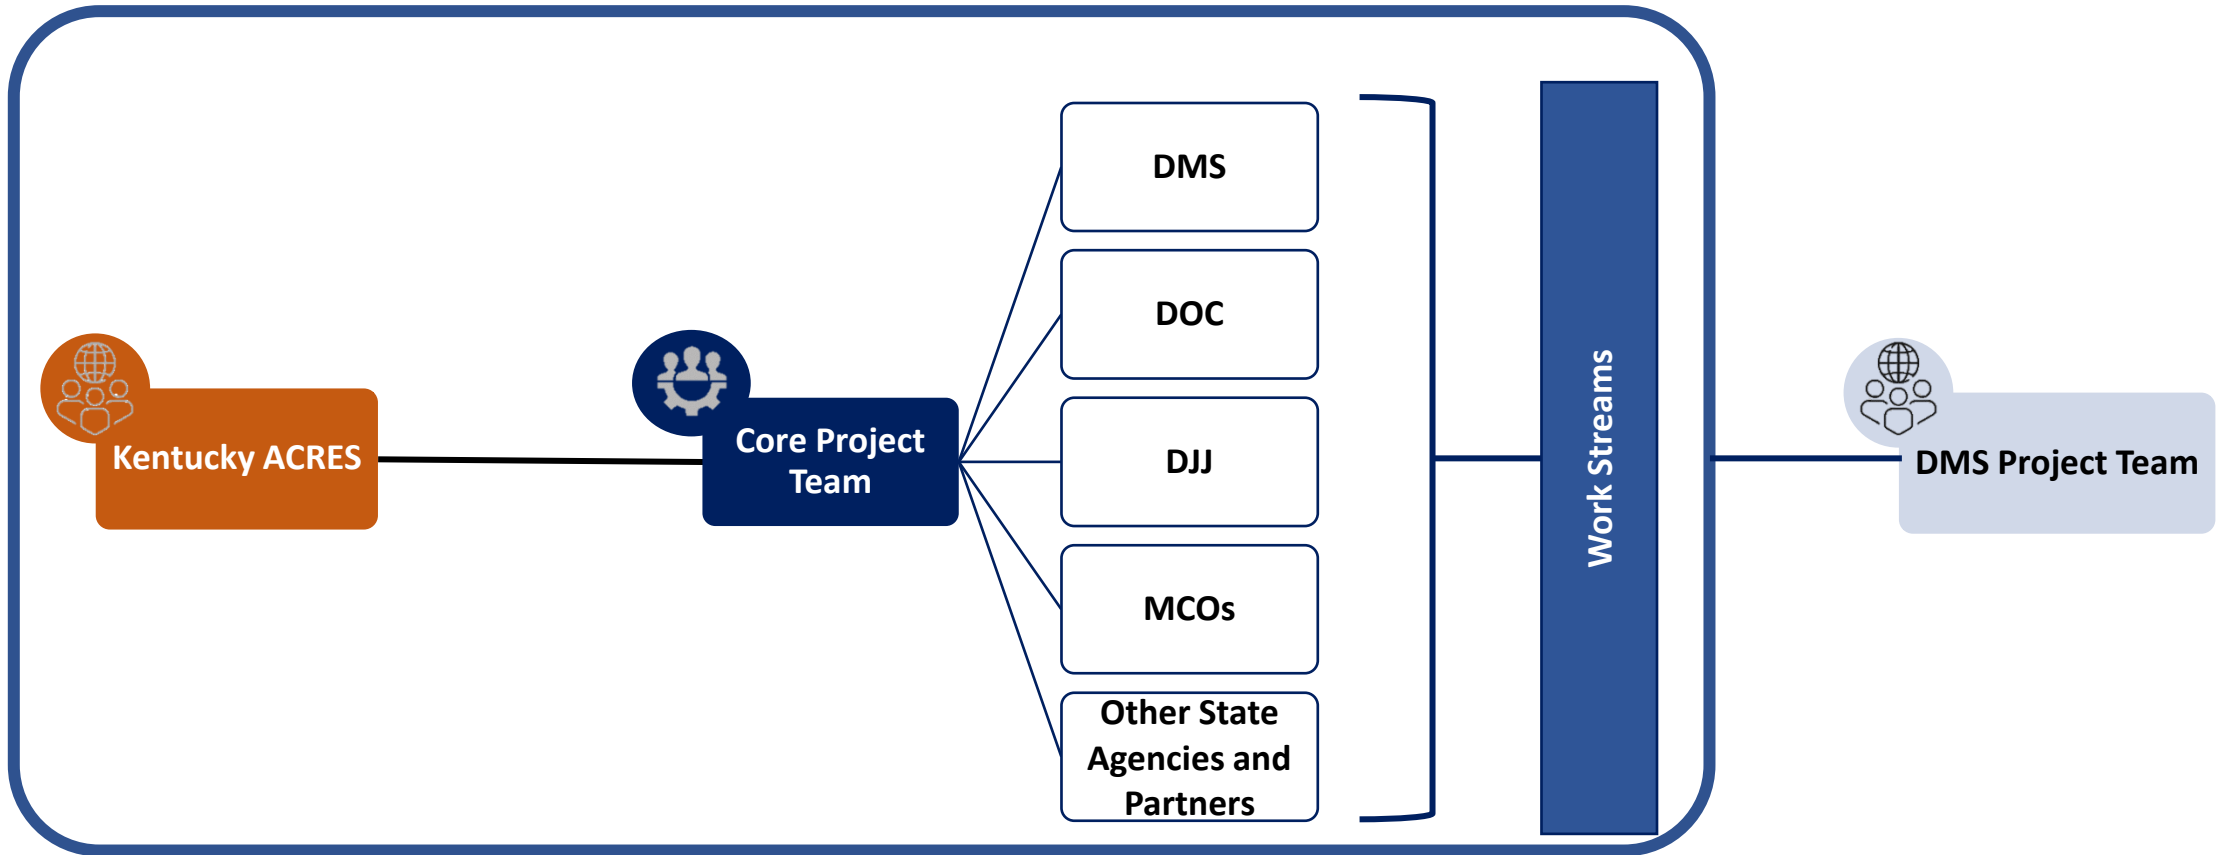 Kentucky ACRES
Core Project
Team
DMS
DOC
DJJ
MCOs
Other State
Agencies and
Partners
Work Streams
DMS Project Team